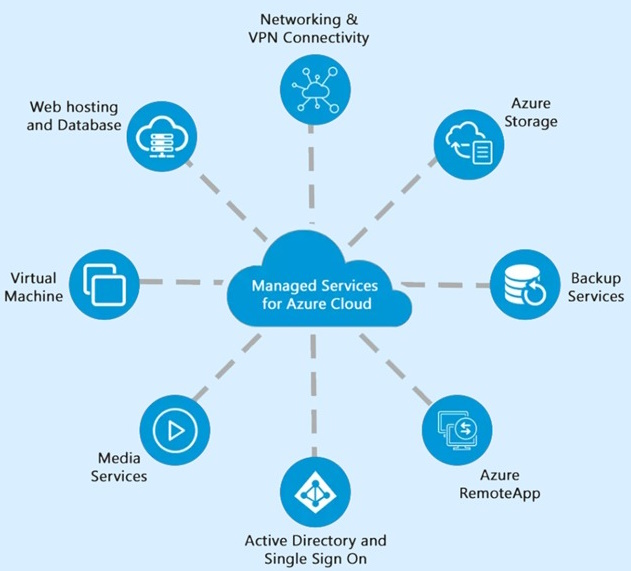 Networking &
VPN Connectivity
Web hosting
and Database
Azure
Storage
Virtual
Machine
Managed Services
for Azure Cloud
Backup
Services
Media
Services
Azure
RemoteApp
Active Directory and
Single Sign On